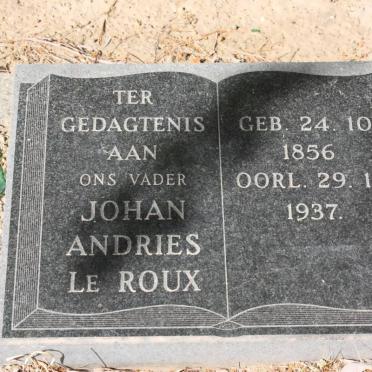 TER
GEDAGTENIS
AAN
ONS VADER
JOHAN
ANDRIES
LE ROUX
GEB. 24. 10
1856
OORL. 29. 1
1937.